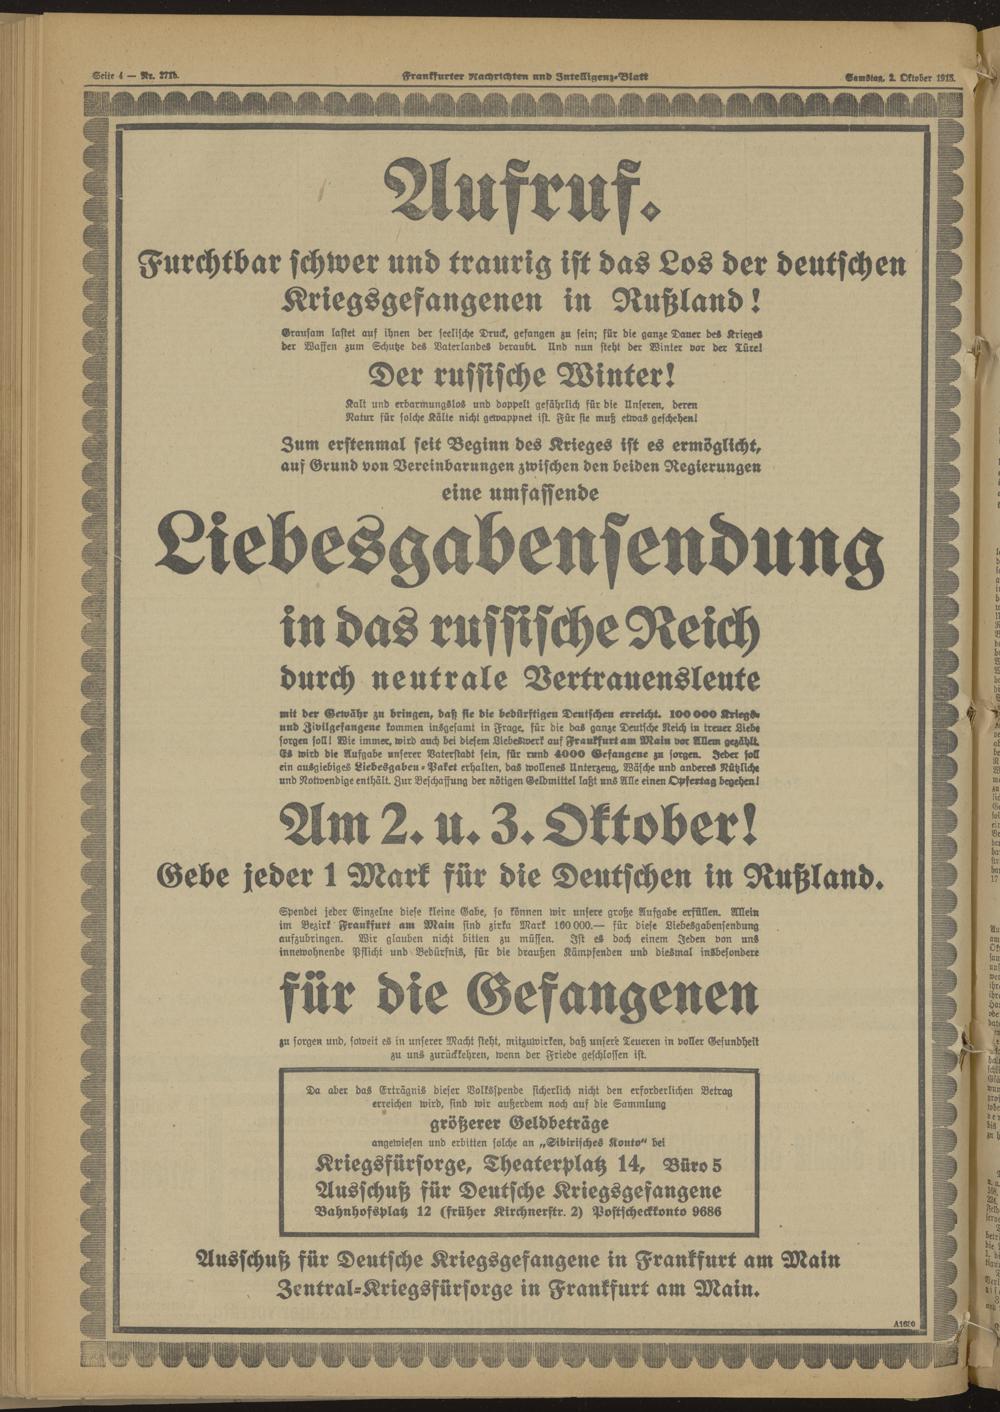 Seite 4 — Nr. 271b.
Frankfurter Nachrichten und Intelligenz-Blatt
Samstag, 2. Oktober 1915.
Aufruf.
Furchtbar schwer und traurig ist das Los der deutschen
Kriegsgefangenen in Rußland!
Grausam lastet auf ihnen der seelische Druck, gefangen zu sein; für die ganze Dauer des Krieges
der Waffen zum Schutze des Vaterlandes beraubt. Und nun steht der Winter vor der Türe!
Der russische Winter!
Kalt und erbarmungslos und doppelt gefährlich für die Unseren, deren
Natur für solche Kälte nicht gewappnet ist. Für sie muß etwas geschehen!
Zum erstenmal seit Beginn des Krieges ist es ermöglicht,
auf Grund von Vereinbarungen zwischen den beiden Regierungen
eine umfassende
Liebesgabensendung
in das russische Reich
durch neutrale Vertrauensleute
mit der Gewähr zu bringen, daß sie die bedürftigen Deutschen erreicht. 100 000 Kriegs-
und Zivilgefangene kommen insgesamt in Frage, für die das ganze Deutsche Reich in treuer Liebe
sorgen soll! Wie immer, wird auch bei diesem Liebeswerk auf Frankfurt am Main vor Allem gezählt.
Es wird die Aufgabe unserer Vaterstadt sein, für rund 4000 Gefangene zu sorgen. Jeder soll
ein ausgiebiges Liebesgaben-Paket erhalten, das wollenes Unterzeug, Wäsche und anderes Nützliche
und Notwendige enthält. Zur Beschaffung der nötigen Geldmittel laßt uns Alle einen Opfertag begehen!
Am 2. u. 3. Oktober!
Gebe jeder 1 Mark für die Deutschen in Rußland.
Spendet jeder Einzelne diese kleine Gabe, so können wir unsere große Aufgabe erfüllen. Allein
im Bezirk Frankfurt am Main sind zirka Mark 160 000.— für diese Liebesgabensendung
aufzubringen. Wir glauben nicht bitten zu müssen. Ist es doch einem Jeden von uns
innewohnende Pflicht und Bedürfnis, für die draußen Kämpfenden und diesmal insbesondere
für die Gefangenen
zu sorgen und, soweit es in unserer Macht steht, mitzuwirken, daß unsere Teueren in voller Gesundheit
zu uns zurückkehren, wenn der Friede geschlossen ist.
Da aber das Erträgnis dieser Volksspende sicherlich nicht den erforderlichen Betrag
erreichen wird, sind wir außerdem noch auf die Sammlung
größerer Geldbeträge
angewiesen und erbitten solche an „Sibirisches Konto“ bei
Kriegsfürsorge, Theaterplatz 14, Büro 5
Ausschuß für Deutsche Kriegsgefangene
Bahnhofsplatz 12 (früher Kirchnerstr. 2) Postscheckkonto 9686
Ausschuß für Deutsche Kriegsgefangene in Frankfurt am Main
Zentral-Kriegsfürsorge in Frankfurt am Main.